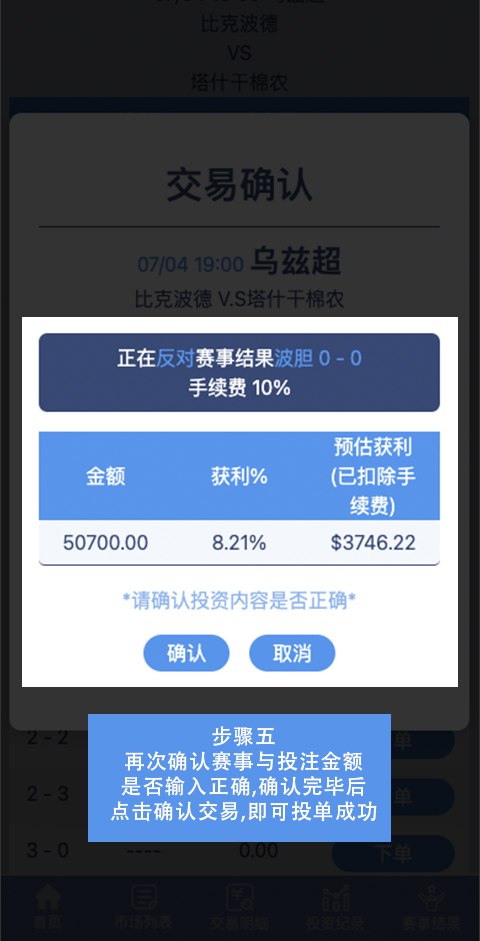 比克波德
VS
塔什干棉农
交易确认
07/04 19:00 乌兹超
比克波德 V.S塔什干棉农
正在反对赛事结果波胆 0 - 0
手续费 10%
金额 获利% 预估获利
(已扣除手
续费)
50700.00 8.21% $3746.22
*请确认投资内容是否正确*
确认 取消
步骤五
再次确认赛事与投注金额
是否输入正确,确认完毕后
点击确认交易,即可投单成功
2 - 2 单
2 - 3 单
3 - 0 ---- 0.00 下单
首页 市场列表 交易明细 投资纪录 赛事结果